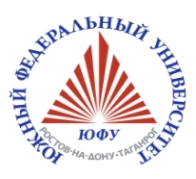 ЮЖНЫЙ ФЕДЕРАЛЬНЫЙ УНИВЕРСИТЕТ
ЮФУ
РОСТОВ-НА-ДОНУ-ТАГАНРОГ